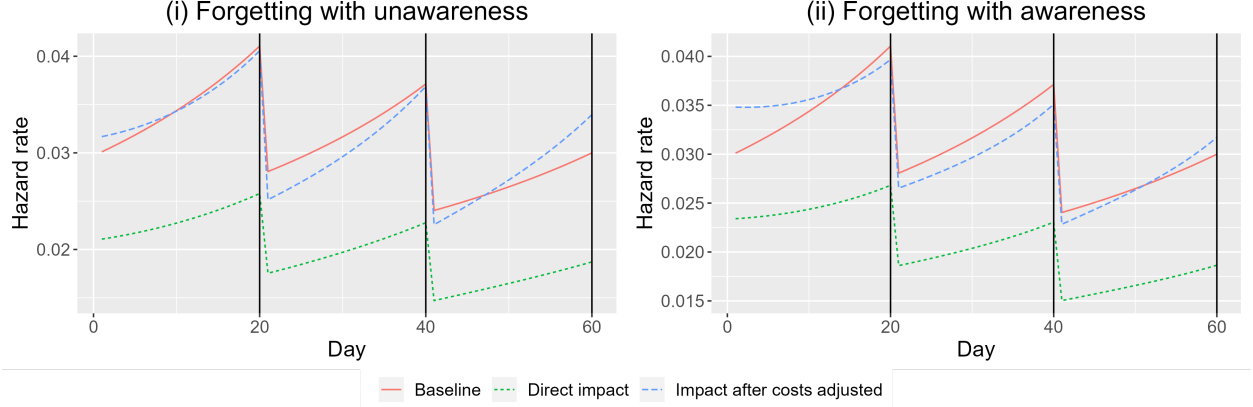 (i) Forgetting with unawareness
0.04
0.03
0.02
Hazard rate
0
20
40
60
Day
(ii) Forgetting with awareness
0.040
0.035
0.030
0.025
0.020
0.015
Hazard rate
0
20
40
60
Day
Baseline
Direct impact
Impact after costs adjusted